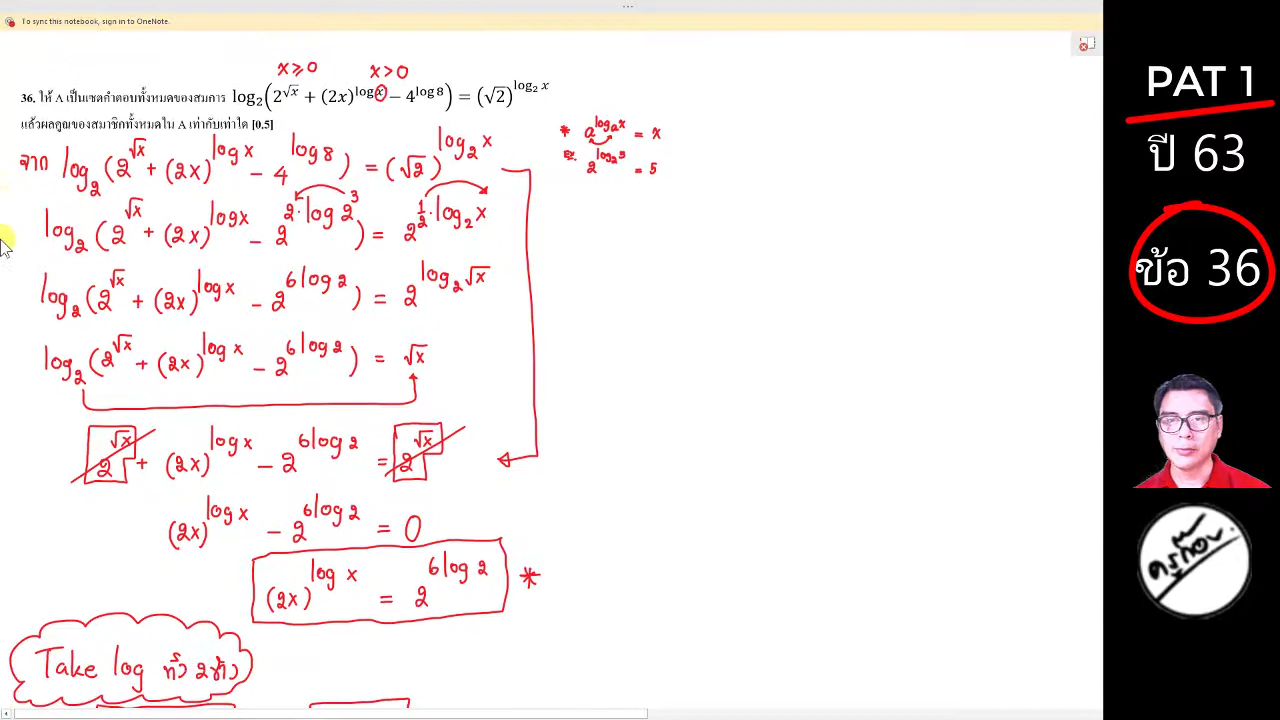 To sync this notebook, sign in to OneNote.
x ≥ 0 x > 0
36. ให้ A เป็นเซตคำตอบทั้งหมดของสมการ log₂(2^√x + (2x)^(log x) − 4^(log 8)) = (√2)^(log₂ x)
แล้วผลคูณของสมาชิกทั้งหมดใน A เท่ากับเท่าใด [0.5]
* a^(logₐx) = x
Ex. 2^(log₂5) = 5
จาก log₂(2^√x + (2x)^(log x) − 4^(log 8)) = (√2)^(log₂ x)
log₂(2^√x + (2x)^(log x) − 2^(2·log 2³)) = 2^(½·log₂ x)
log₂(2^√x + (2x)^(log x) − 2^(6 log 2)) = 2^(log₂ √x)
log₂(2^√x + (2x)^(log x) − 2^(6 log 2)) = √x
2^√x + (2x)^(log x) − 2^(6 log 2) = 2^√x
(2x)^(log x) − 2^(6 log 2) = 0
(2x)^(log x) = 2^(6 log 2) *
Take log ทั้ง 2 ข้าง
PAT 1
ปี 63
ข้อ 36
ครูก๊อบ